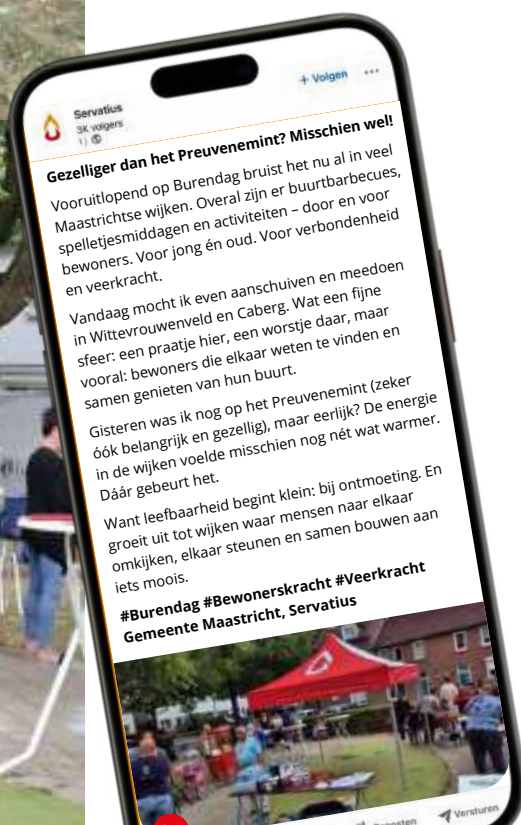 Servatius
3K volgers
1 j
+ Volgen
Gezelliger dan het Preuvenemint? Misschien wel!
Vooruitlopend op Burendag bruist het nu al in veel
Maastrichtse wijken. Overal zijn er buurtbarbecues,
spelletjesmiddagen en activiteiten – door en voor
bewoners. Voor jong én oud. Voor verbondenheid
en veerkracht.
Vandaag mocht ik even aanschuiven en meedoen
in Wittevrouwenveld en Caberg. Wat een fijne
sfeer: een praatje hier, een worstje daar, maar
vooral: bewoners die elkaar weten te vinden en
samen genieten van hun buurt.
Gisteren was ik nog op het Preuvenemint (zeker
óók belangrijk en gezellig), maar eerlijk? De energie
in de wijken voelde misschien nog nét wat warmer.
Dáár gebeurt het.
Want leefbaarheid begint klein: bij ontmoeting. En
groeit uit tot wijken waar mensen naar elkaar
omkijken, elkaar steunen en samen bouwen aan
iets moois.
#Burendag #Bewonerskracht #Veerkracht
Gemeente Maastricht, Servatius
Versturen